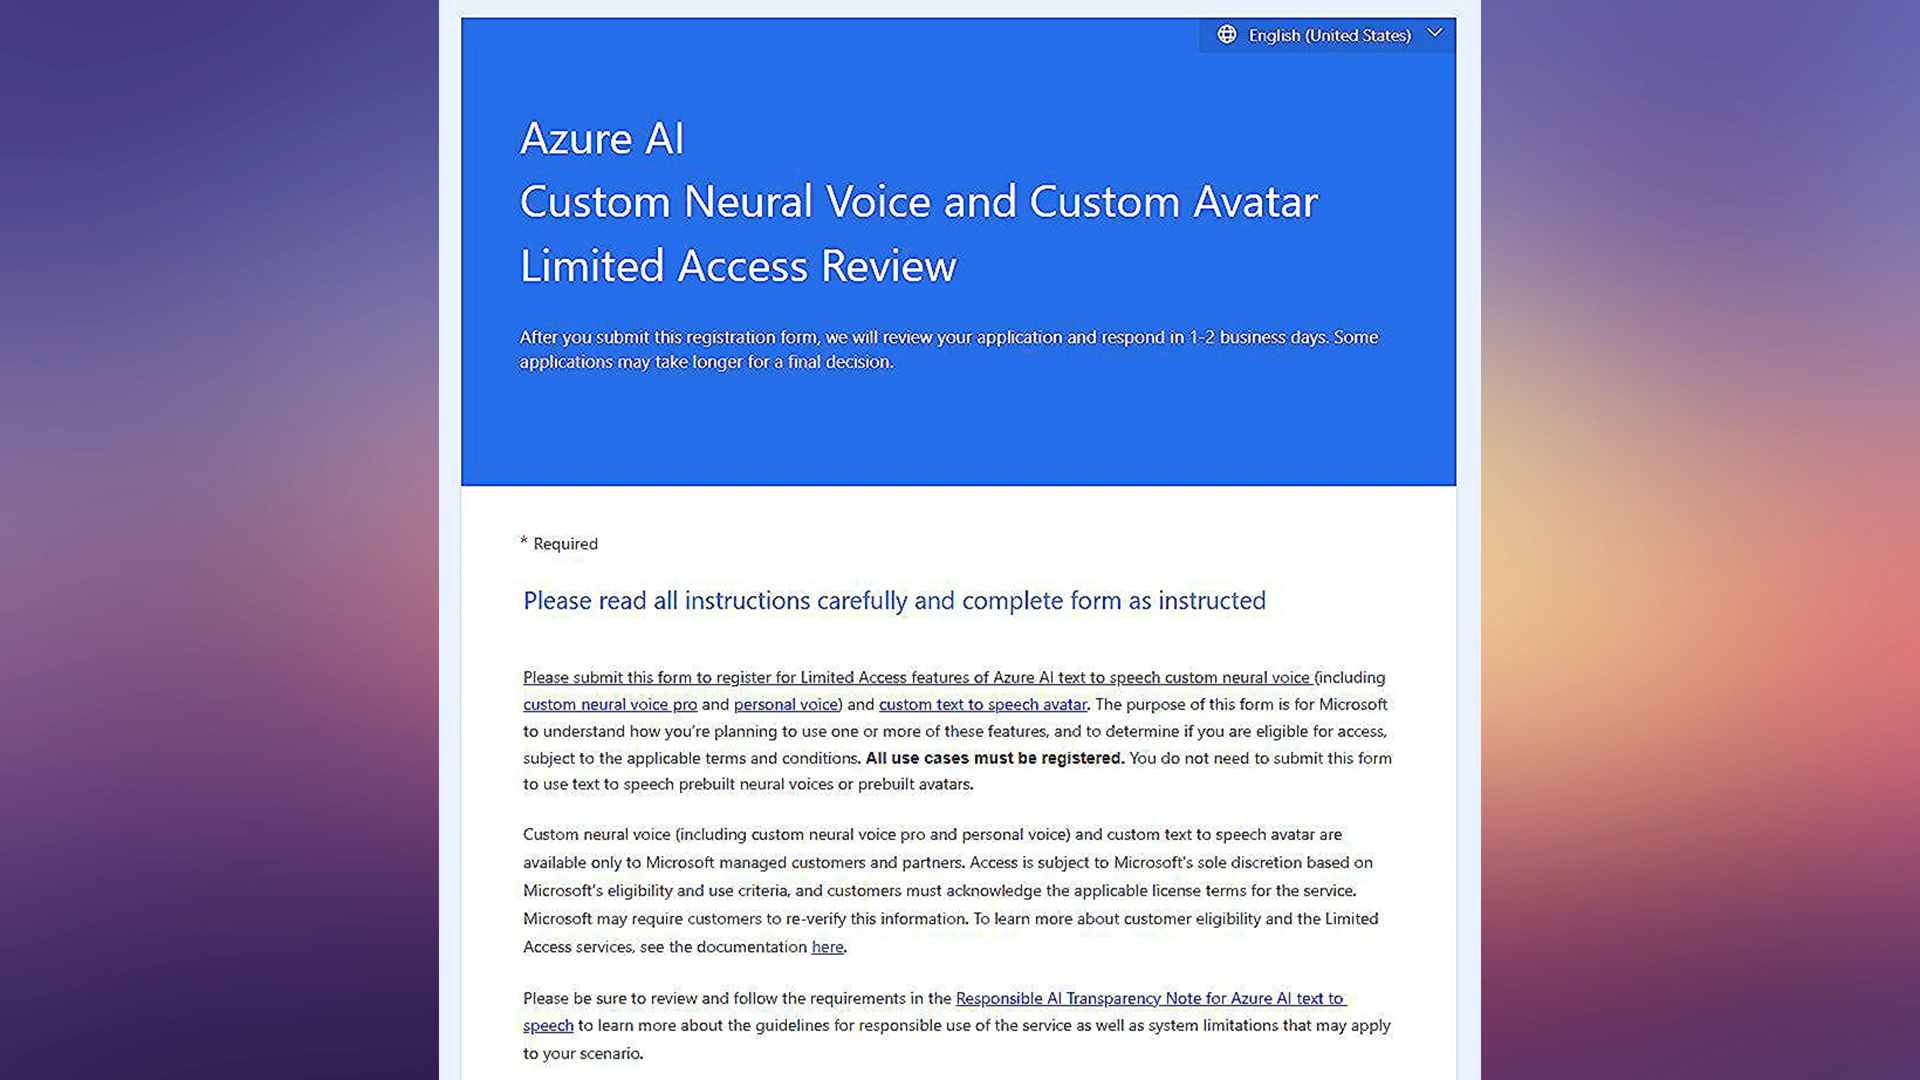 English (United States)
Azure AI
Custom Neural Voice and Custom Avatar
Limited Access Review
After you submit this registration form, we will review your application and respond in 1-2 business days. Some
applications may take longer for a final decision.
* Required
Please read all instructions carefully and complete form as instructed
Please submit this form to register for Limited Access features of Azure AI text to speech custom neural voice (including
custom neural voice pro and personal voice) and custom text to speech avatar. The purpose of this form is for Microsoft
to understand how you're planning to use one or more of these features, and to determine if you are eligible for access,
subject to the applicable terms and conditions. All use cases must be registered. You do not need to submit this form
to use text to speech prebuilt neural voices or prebuilt avatars.
Custom neural voice (including custom neural voice pro and personal voice) and custom text to speech avatar are
available only to Microsoft managed customers and partners. Access is subject to Microsoft's sole discretion based on
Microsoft's eligibility and use criteria, and customers must acknowledge the applicable license terms for the service.
Microsoft may require customers to re-verify this information. To learn more about customer eligibility and the Limited
Access services, see the documentation here.
Please be sure to review and follow the requirements in the Responsible AI Transparency Note for Azure AI text to
speech to learn more about the guidelines for responsible use of the service as well as system limitations that may apply
to your scenario.